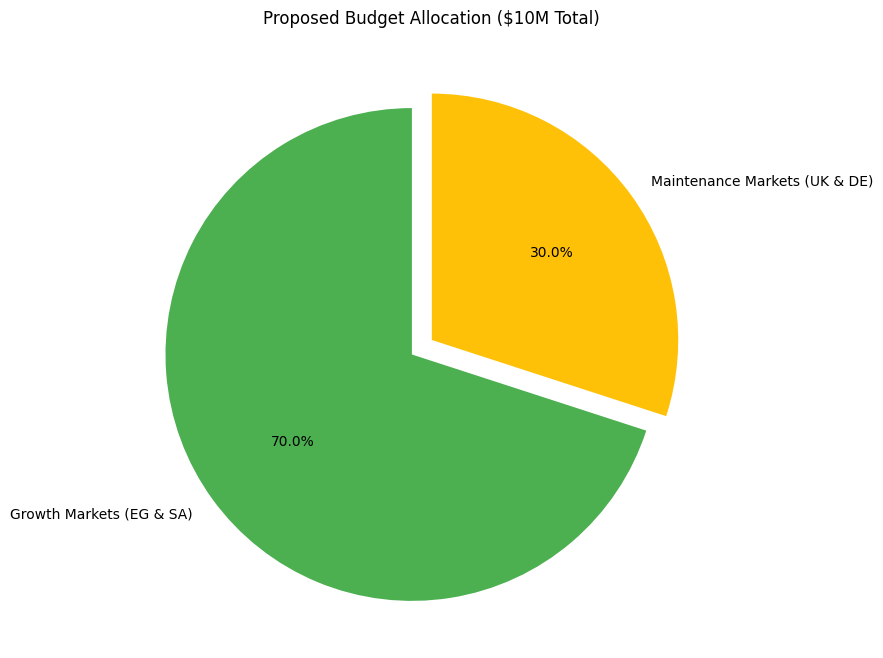 Proposed Budget Allocation ($10M Total)
Maintenance Markets (UK & DE)
30.0%
70.0%
Growth Markets (EG & SA)